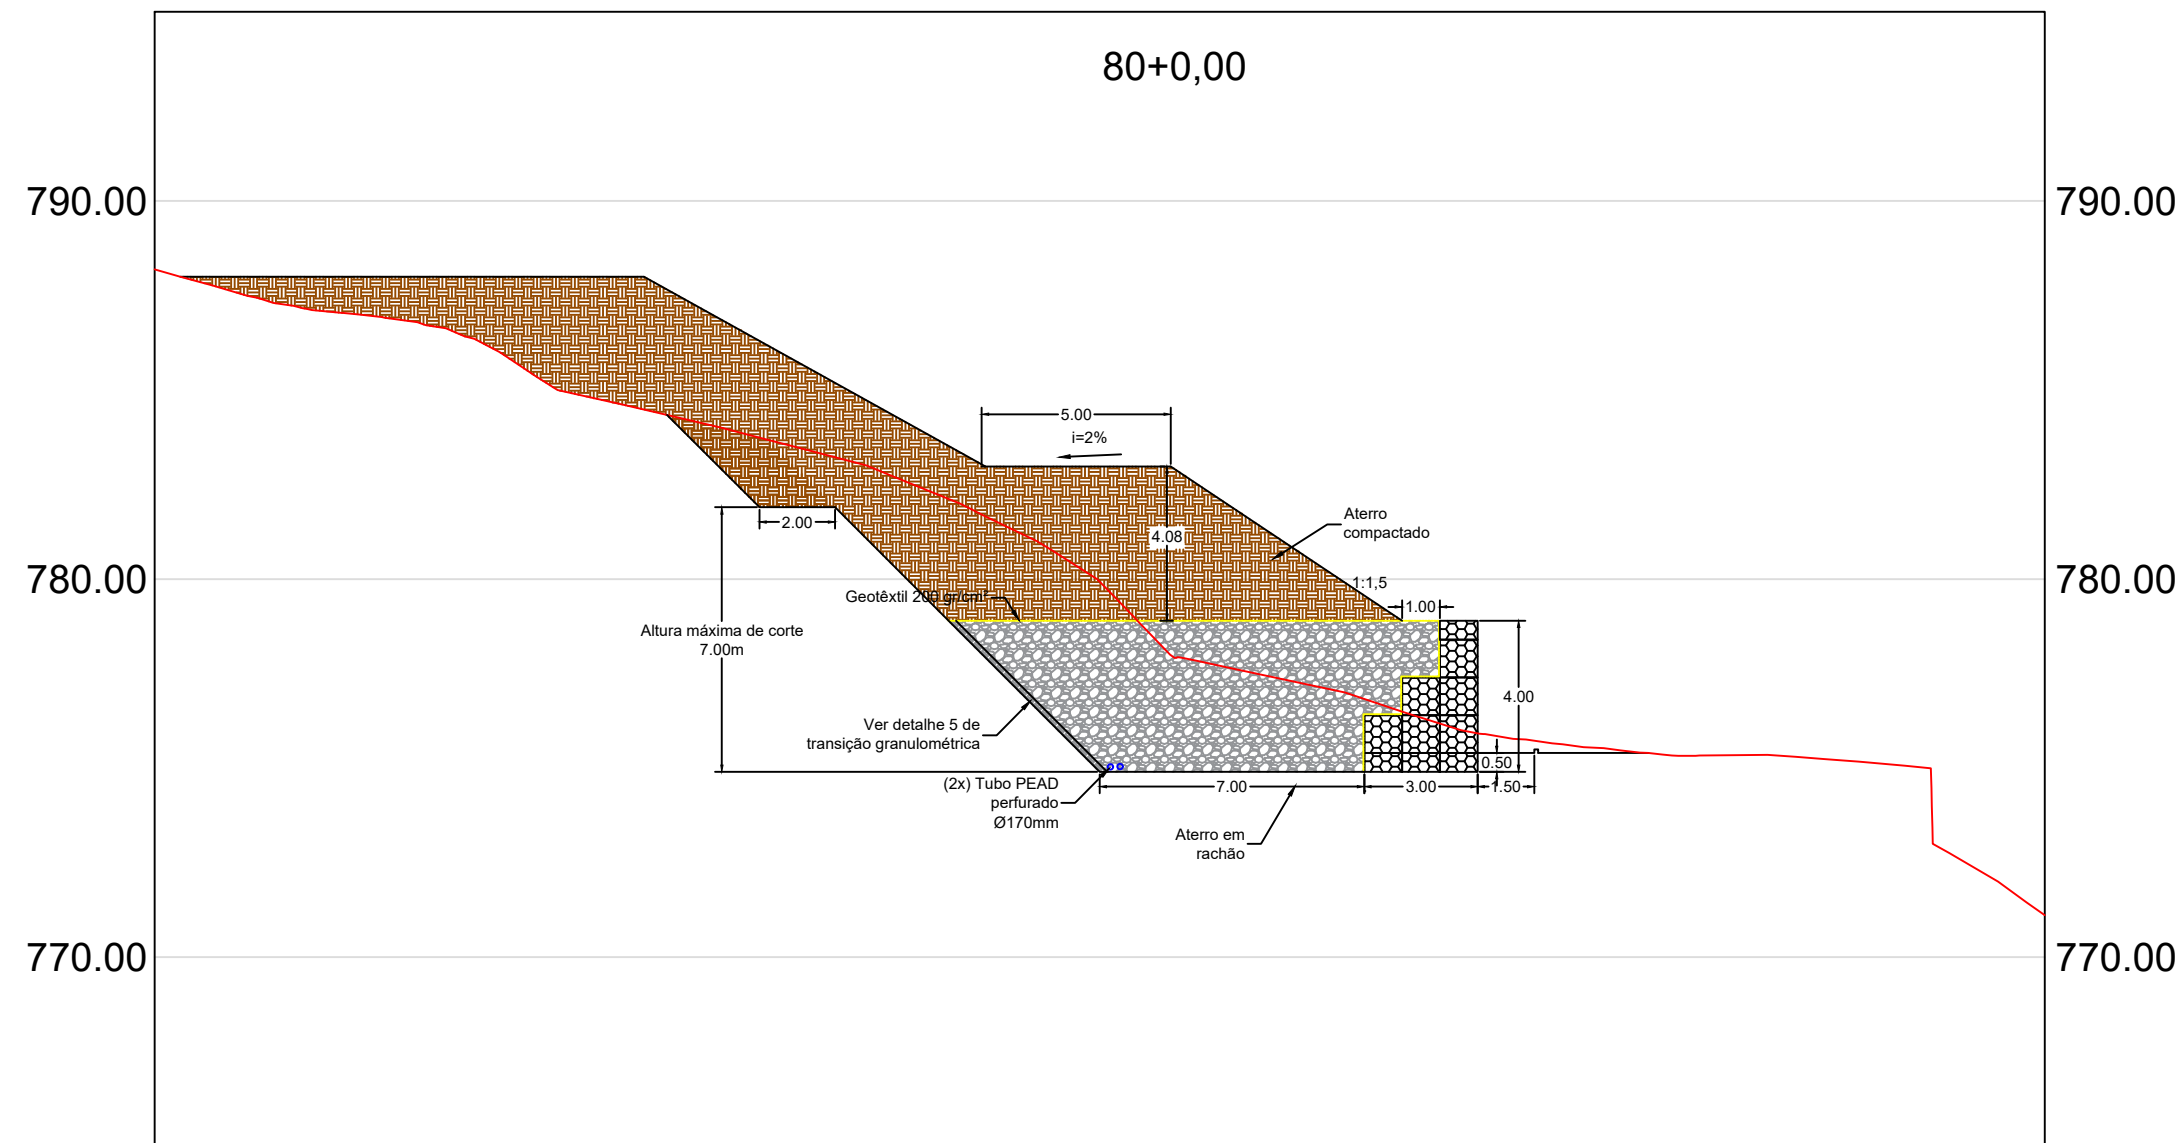 80+0,00
790.00
790.00
5.00
i=2%
2.00
4.08
Aterro
compactado
780.00
780.00
1:1,5
Geotêxtil 200 gr/cm²
1.00
Altura máxima de corte
7.00m
4.00
Ver detalhe 5 de
transição granulométrica
0.50
(2x) Tubo PEAD
perfurado
Ø170mm
7.00
3.00
1.50
Aterro em
rachão
770.00
770.00